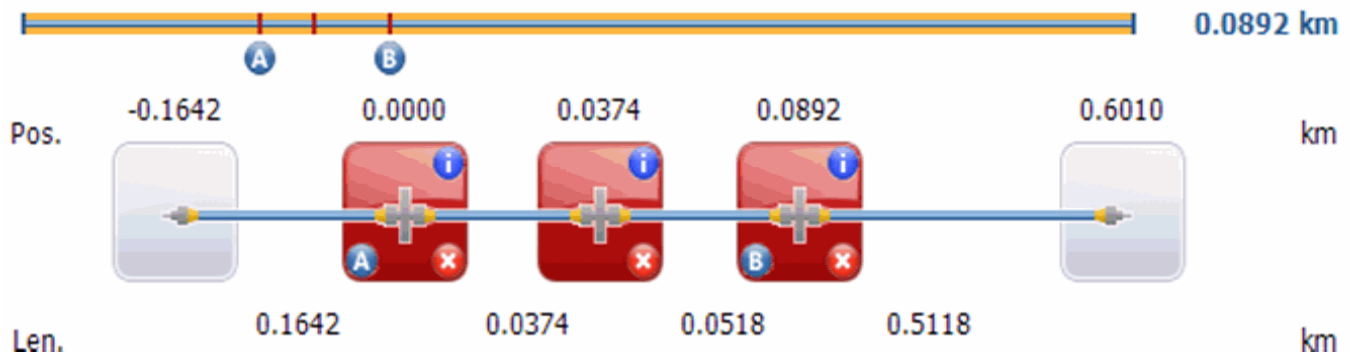 0.0892 km
A B
-0.1642 0.0000 0.0374 0.0892 0.6010
Pos. km
i i i
A B
0.1642 0.0374 0.0518 0.5118
Len. km